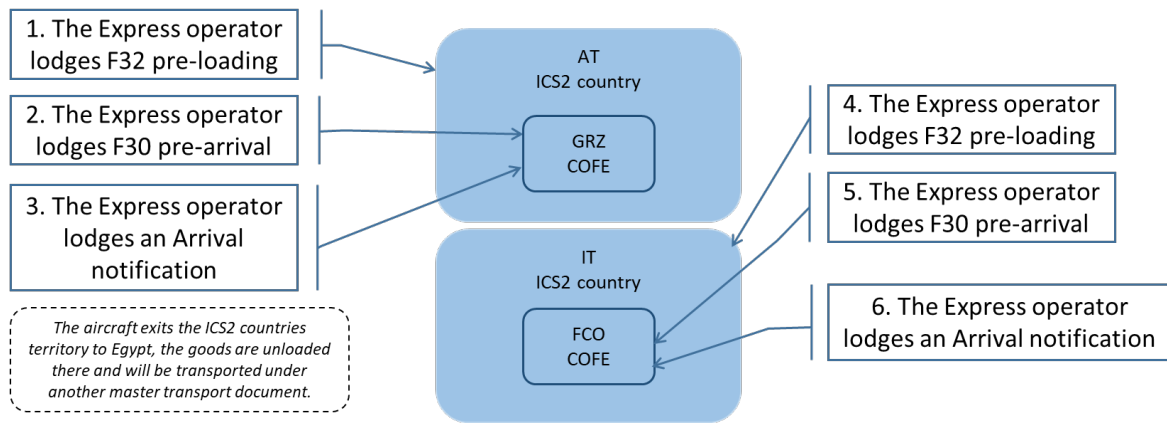 1. The Express operator
lodges F32 pre-loading
2. The Express operator
lodges F30 pre-arrival
3. The Express operator
lodges an Arrival
notification
The aircraft exits the ICS2 countries
territory to Egypt, the goods are unloaded
there and will be transported under
another master transport document.
AT
ICS2 country
GRZ
COFE
IT
ICS2 country
FCO
COFE
4. The Express operator
lodges F32 pre-loading
5. The Express operator
lodges F30 pre-arrival
6. The Express operator
lodges an Arrival notification